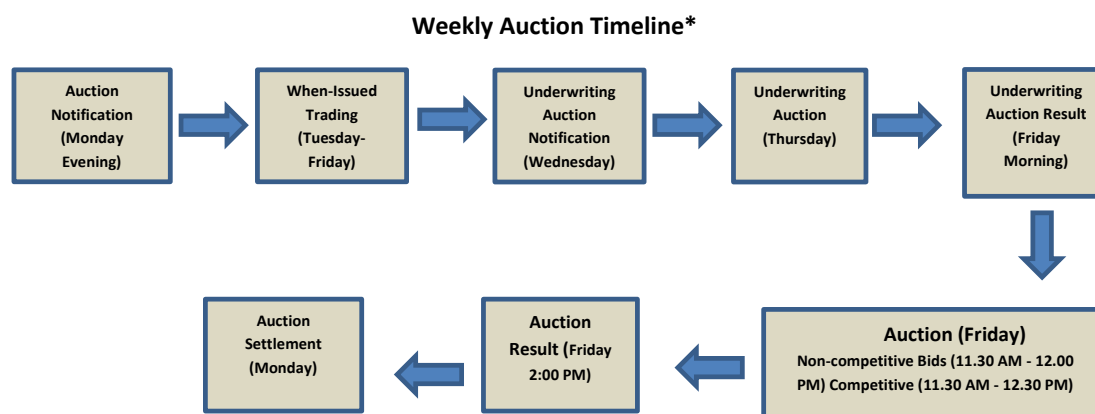 Weekly Auction Timeline*
Auction
Notification
(Monday
Evening)
When-Issued
Trading
(Tuesday-
Friday)
Underwriting
Auction
Notification
(Wednesday)
Underwriting
Auction
(Thursday)
Underwriting
Auction Result
(Friday
Morning)
Auction (Friday)
Non-competitive Bids (11.30 AM - 12.00
PM) Competitive (11.30 AM - 12.30 PM)
Auction
Result (Friday
2:00 PM)
Auction
Settlement
(Monday)